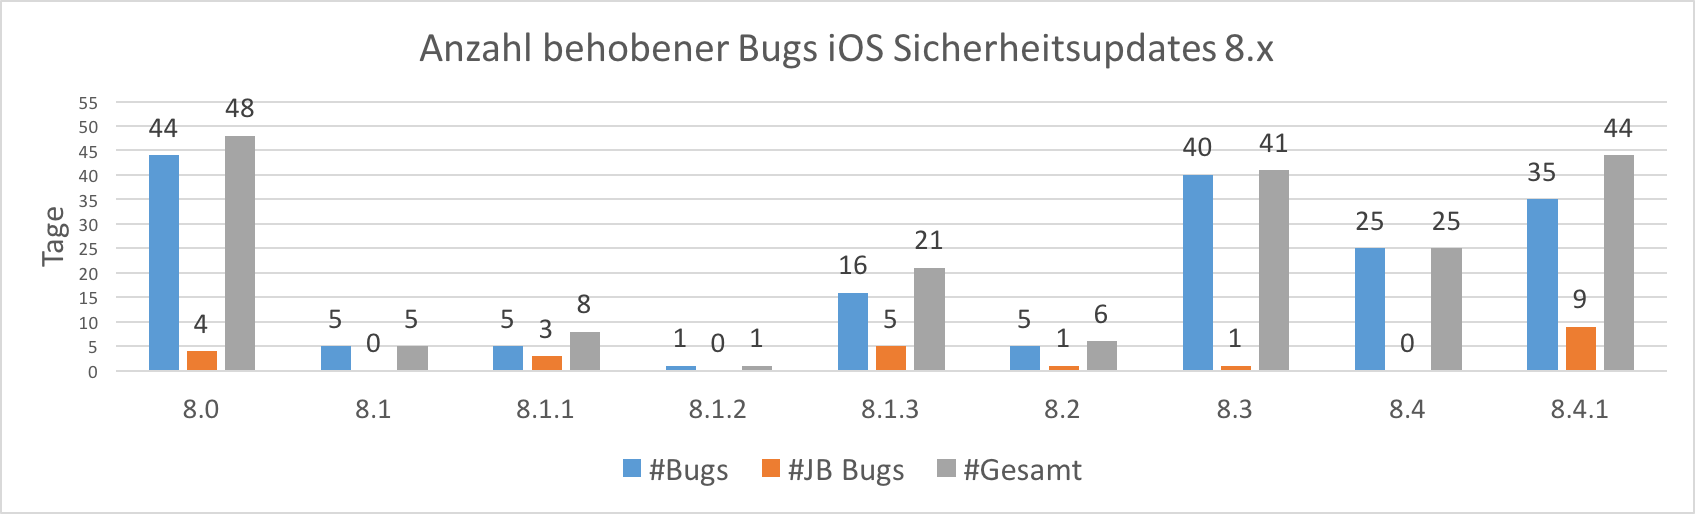 Anzahl behobener Bugs iOS Sicherheitsupdates 8.x
Tage
55
50
45
40
35
30
25
20
15
10
5
0
44 4 48
5 0 5
5 3 8
1 0 1
16 5 21
5 1 6
40 1 41
25 0 25
35 9 44
8.0 8.1 8.1.1 8.1.2 8.1.3 8.2 8.3 8.4 8.4.1
#Bugs #JB Bugs #Gesamt